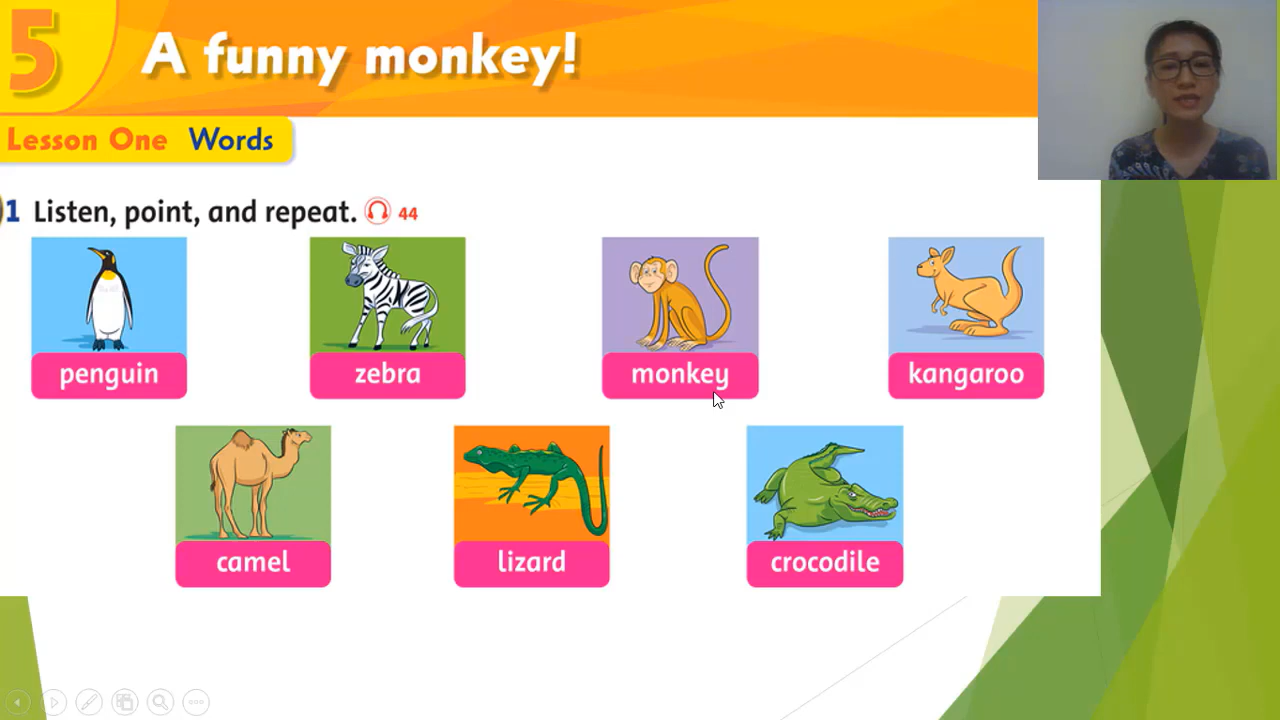 5
A funny monkey!
Lesson One Words
1 Listen, point, and repeat. 44
penguin
zebra
monkey
kangaroo
camel
lizard
crocodile